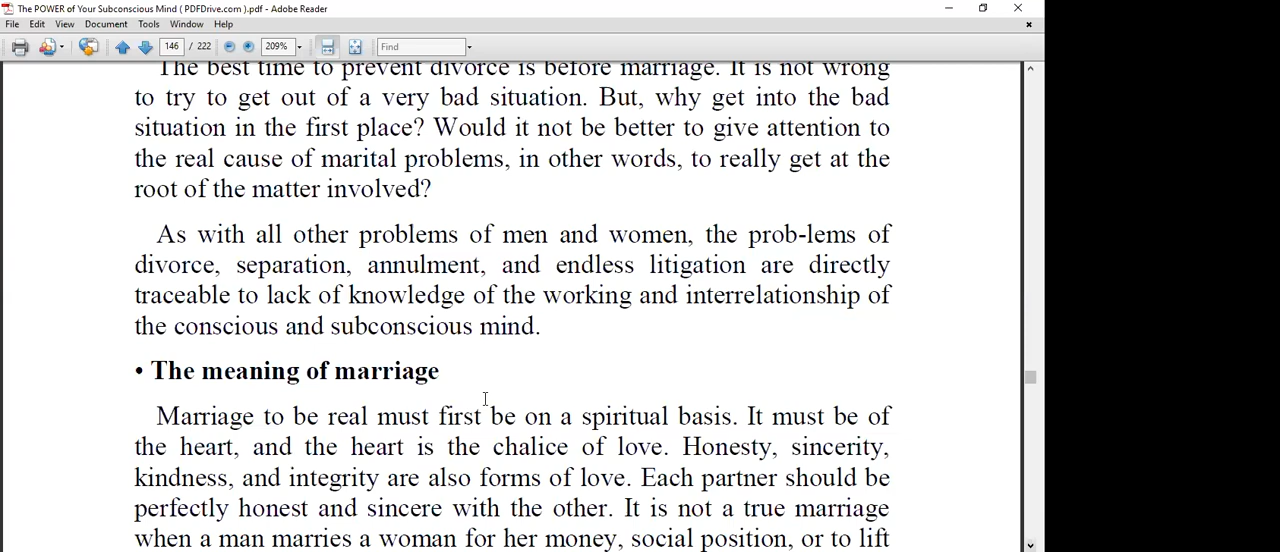 The POWER of Your Subconscious Mind ( PDFDrive.com ).pdf - Adobe Reader
File Edit View Document Tools Window Help
146 / 222 209% Find
The best time to prevent divorce is before marriage. It is not wrong
to try to get out of a very bad situation. But, why get into the bad
situation in the first place? Would it not be better to give attention to
the real cause of marital problems, in other words, to really get at the
root of the matter involved?
As with all other problems of men and women, the prob-lems of
divorce, separation, annulment, and endless litigation are directly
traceable to lack of knowledge of the working and interrelationship of
the conscious and subconscious mind.
• The meaning of marriage
Marriage to be real must first be on a spiritual basis. It must be of
the heart, and the heart is the chalice of love. Honesty, sincerity,
kindness, and integrity are also forms of love. Each partner should be
perfectly honest and sincere with the other. It is not a true marriage
when a man marries a woman for her money, social position, or to lift